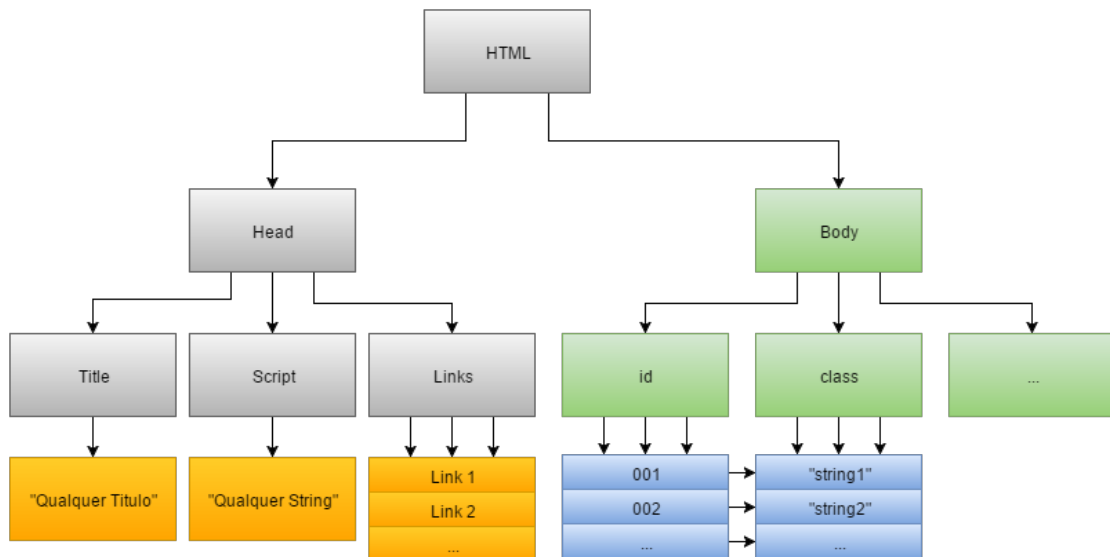 HTML
Head
Body
Title
Script
Links
id
class
...
"Qualquer Titulo"
"Qualquer String"
Link 1
Link 2
...
001
"string1"
002
"string2"
...
...